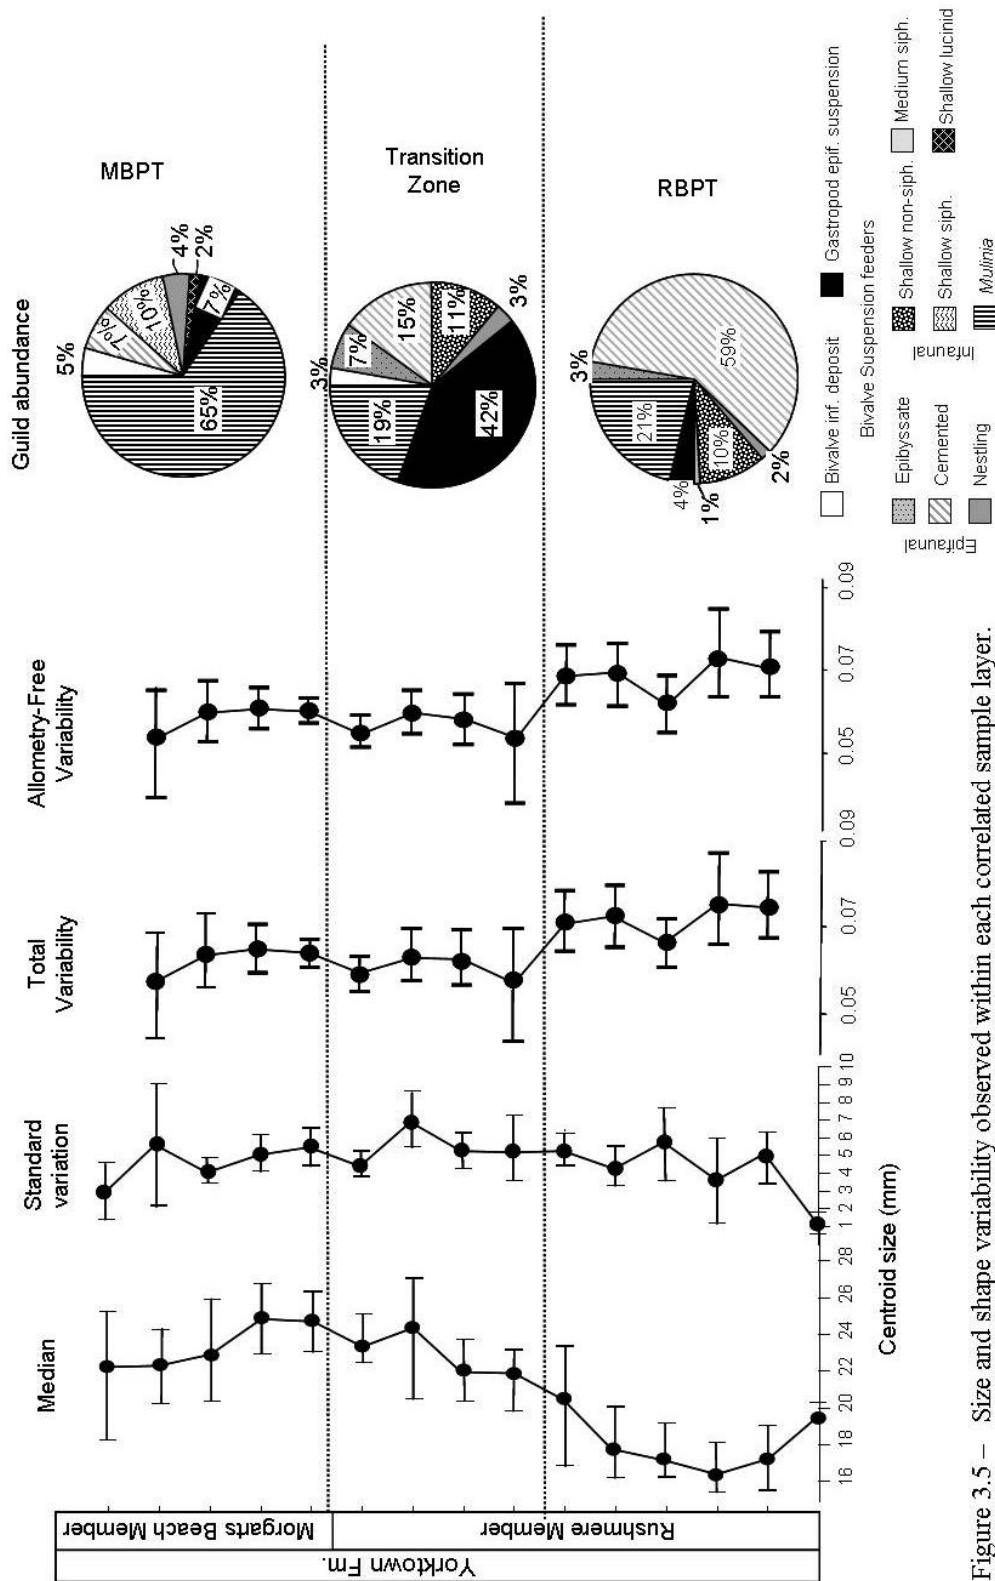 Yorktown Fm.
Morgarts Beach Member
Rushmere Member
Median
Standard
variation
Total
Variability
Allometry-Free
Variability
Guild abundance
MBPT
5%
7%
10%
4%
2%
7%
65%
Transition
Zone
3%
7%
15%
11%
3%
42%
19%
RBPT
3%
59%
2%
10%
1%
4%
21%
16 18 20 22 24 26 28
1 2 3 4 5 6 7 8 9 10
0.05 0.07 0.09
0.05 0.07 0.09
Centroid size (mm)
Bivalve inf. deposit
Gastropod epif. suspension
Bivalve Suspension feeders
Epifaunal
Epibyssate
Cemented
Nestling
Infaunal
Shallow non-siph.
Shallow siph.
Mulinia
Medium siph.
Shallow lucinid
Figure 3.5 – Size and shape variability observed within each correlated sample layer.